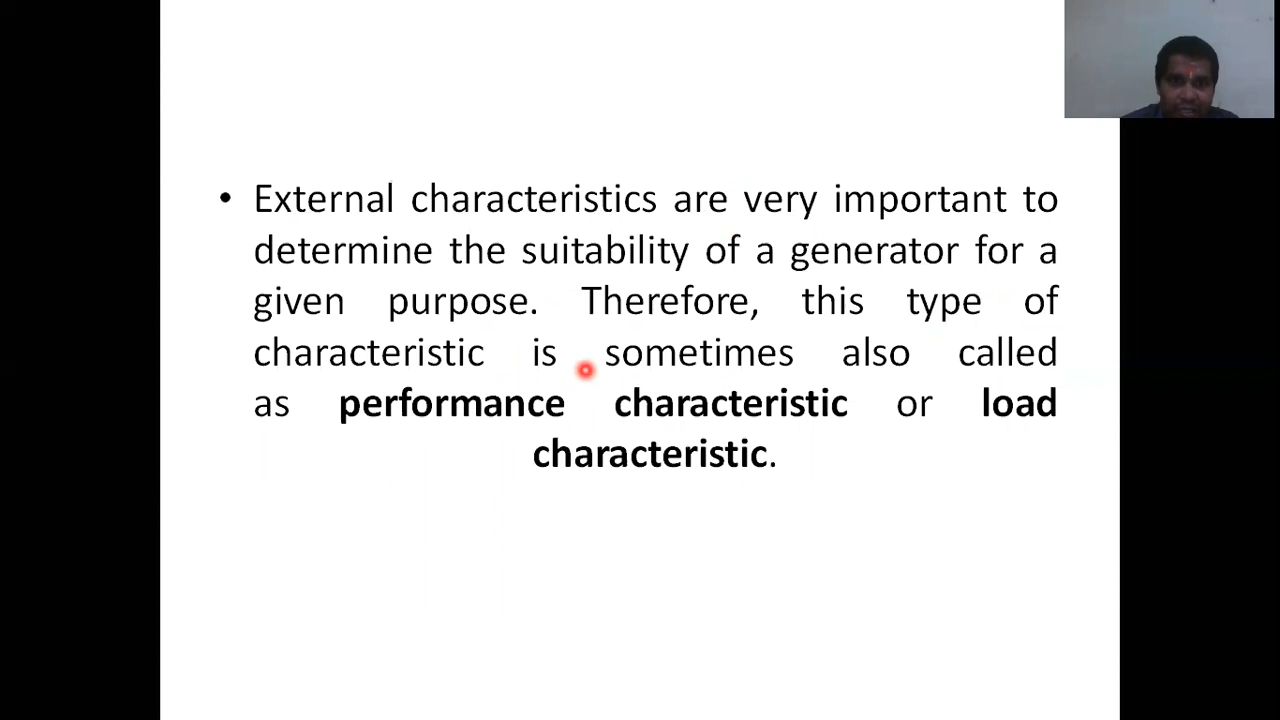 • External characteristics are very important to
determine the suitability of a generator for a
given purpose. Therefore, this type of
characteristic is sometimes also called
as performance characteristic or load
characteristic.